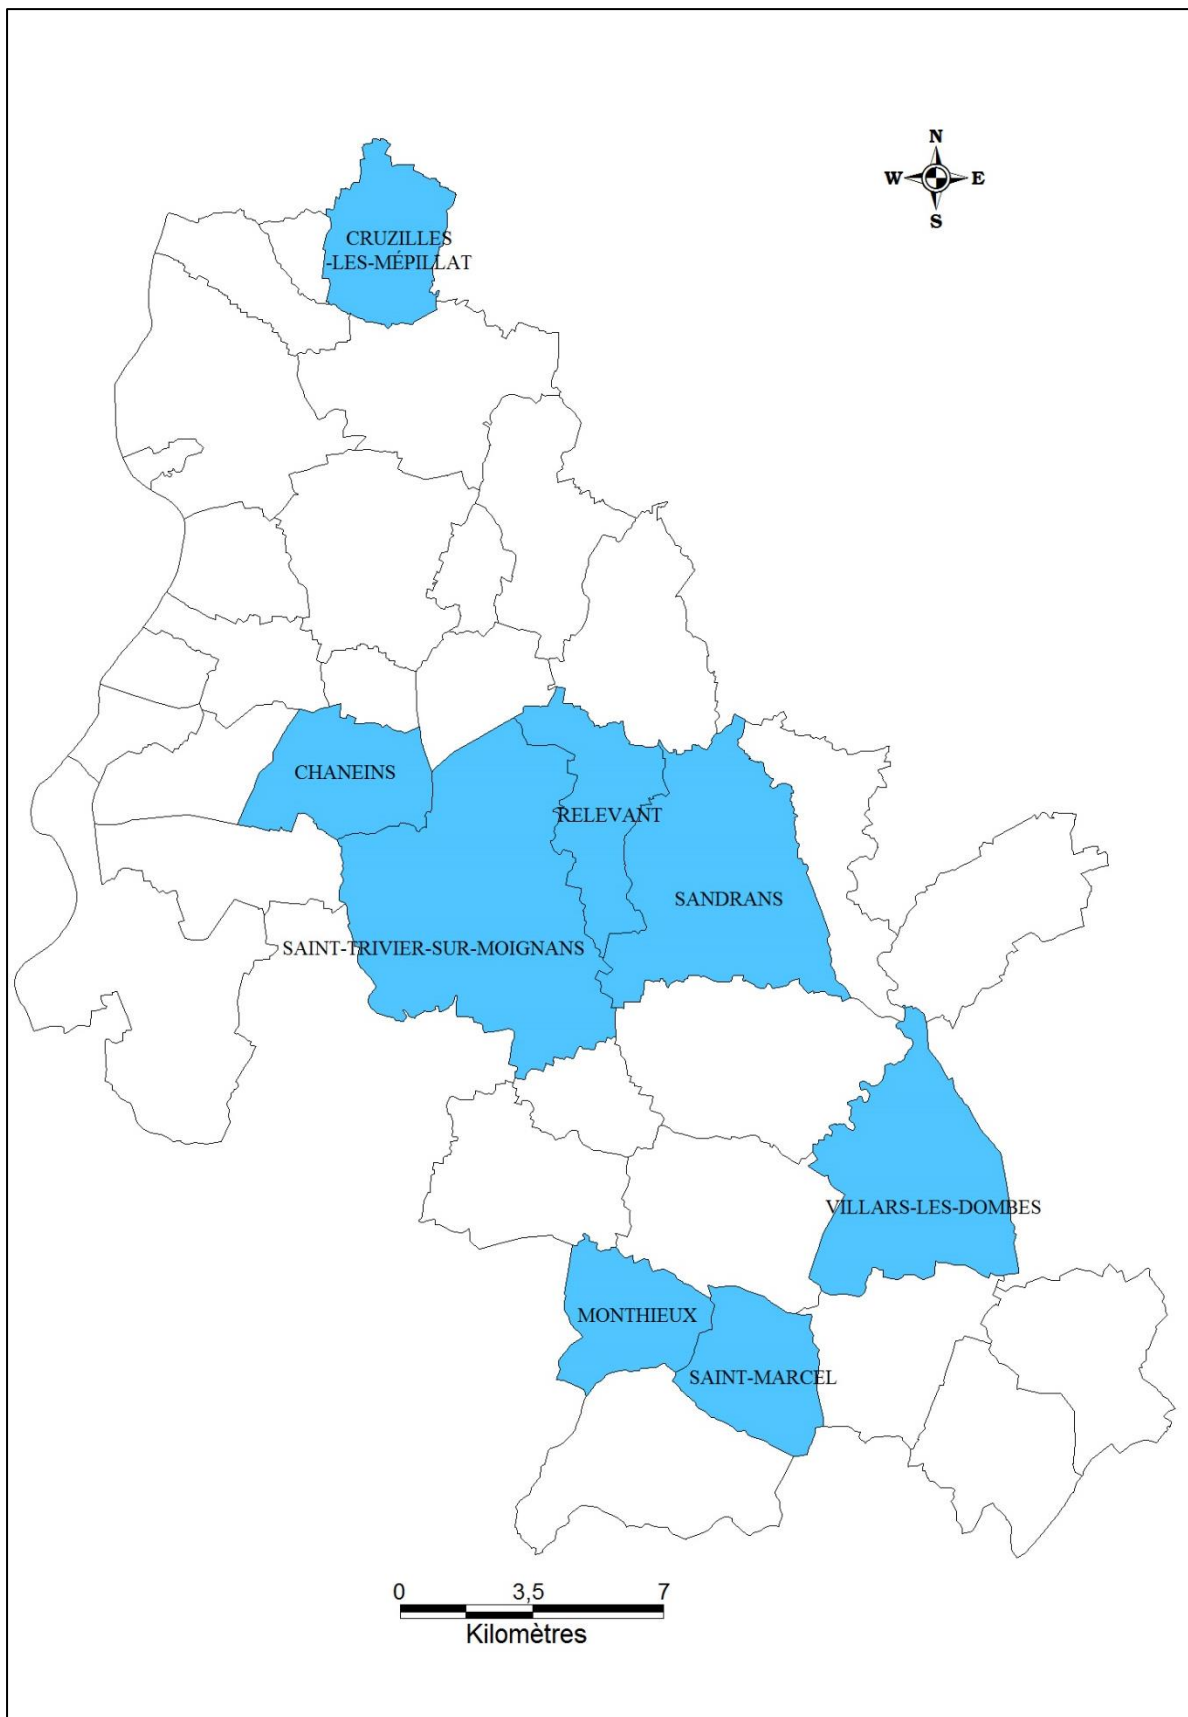 N
W E
S
CRUZILLES
-LES-MÉPILLAT
CHANEINS
RELEVANT
SANDRANS
SAINT-TRIVIER-SUR-MOIGNANS
VILLARS-LES-DOMBES
MONTHIEUX
SAINT-MARCEL
0 3,5 7
Kilomètres